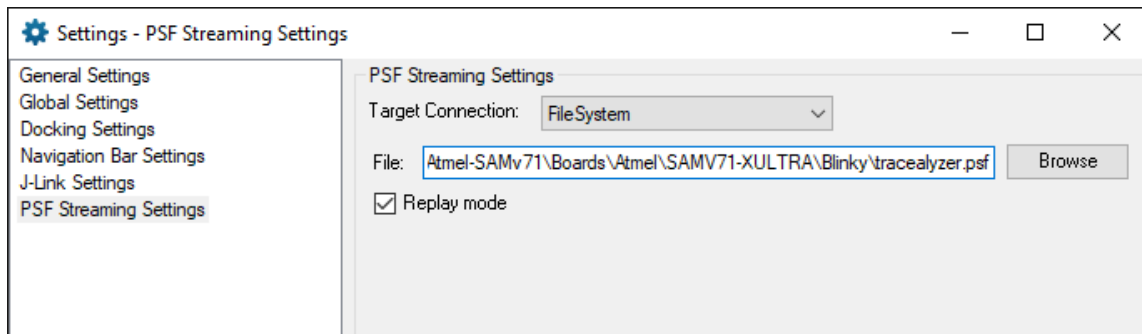 Settings - PSF Streaming Settings
General Settings
Global Settings
Docking Settings
Navigation Bar Settings
J-Link Settings
PSF Streaming Settings
PSF Streaming Settings
Target Connection: FileSystem
File: Atmel-SAMv71\Boards\Atmel\SAMV71-XULTRA\Blinky\tracealyzer.psf Browse
Replay mode